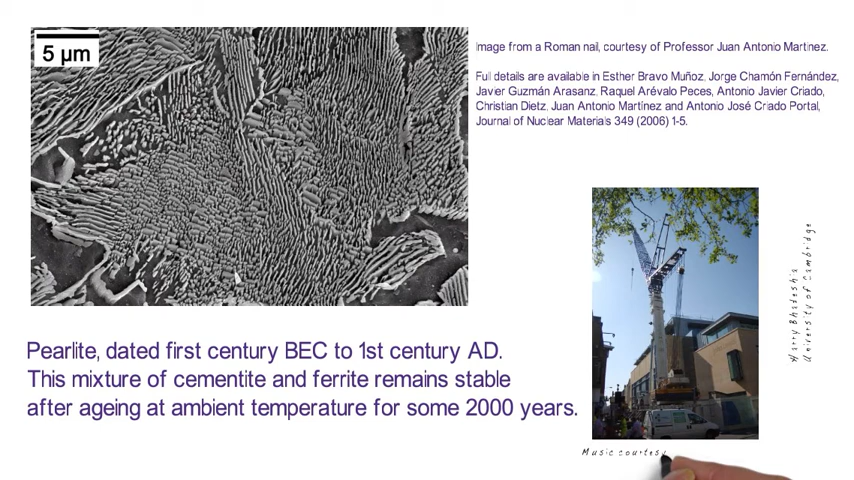 5 µm
Image from a Roman nail, courtesy of Professor Juan Antonio Martinez.
Full details are available in Esther Bravo Muñoz, Jorge Chamón Fernández,
Javier Guzmán Arasanz, Raquel Arévalo Peces, Antonio Javier Criado,
Christian Dietz, Juan Antonio Martínez and Antonio José Criado Portal,
Journal of Nuclear Materials 349 (2006) 1-5.
Harry Bhadeshia
University of Cambridge
Pearlite, dated first century BEC to 1st century AD.
This mixture of cementite and ferrite remains stable
after ageing at ambient temperature for some 2000 years.
Music courtesy